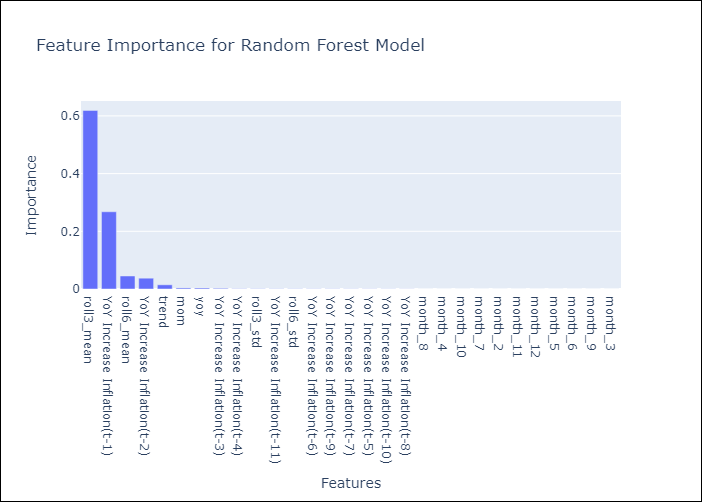 Feature Importance for Random Forest Model
Importance
0.6
0.4
0.2
0
roll3_mean
YoY Increase Inflation(t-1)
roll6_mean
YoY Increase Inflation(t-2)
trend
mom
yoy
YoY Increase Inflation(t-3)
YoY Increase Inflation(t-4)
roll3_std
YoY Increase Inflation(t-11)
roll6_std
YoY Increase Inflation(t-6)
YoY Increase Inflation(t-9)
YoY Increase Inflation(t-7)
YoY Increase Inflation(t-5)
YoY Increase Inflation(t-10)
YoY Increase Inflation(t-8)
month_8
month_4
month_10
month_7
month_2
month_11
month_12
month_5
month_6
month_9
month_3
Features